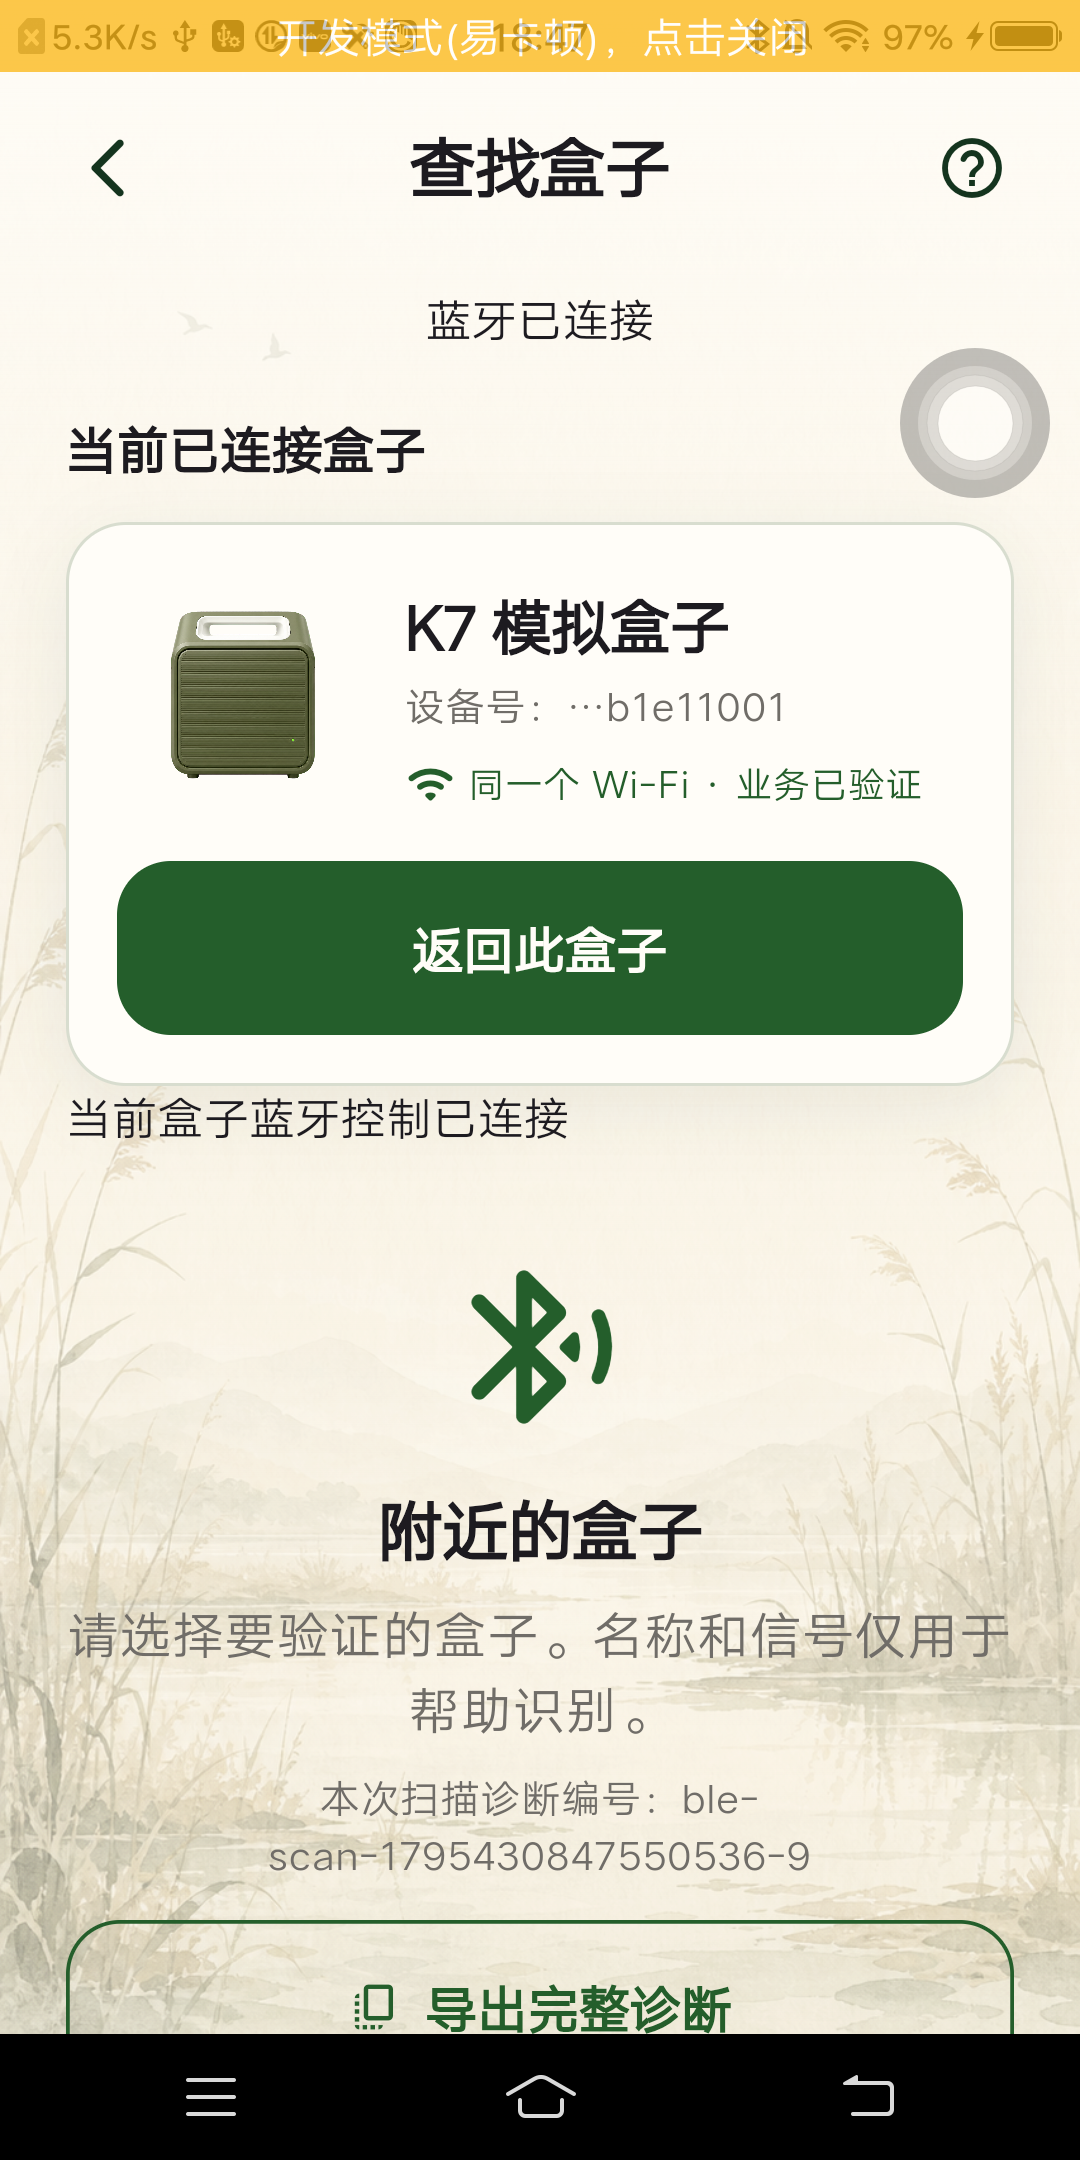 5.3K/s 开发模式(易卡顿)，点击关闭 97%
查找盒子
蓝牙已连接
当前已连接盒子
K7 模拟盒子
设备号：…b1e11001
同一个 Wi-Fi · 业务已验证
返回此盒子
当前盒子蓝牙控制已连接
附近的盒子
请选择要验证的盒子。名称和信号仅用于
帮助识别。
本次扫描诊断编号：ble-
scan-1795430847550536-9
导出完整诊断